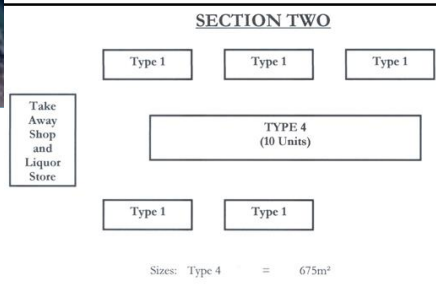 SECTION TWO
Type 1 Type 1 Type 1
Take
Away
Shop
and
Liquor
Store
TYPE 4
(10 Units)
Type 1 Type 1
Sizes: Type 4 = 675m²